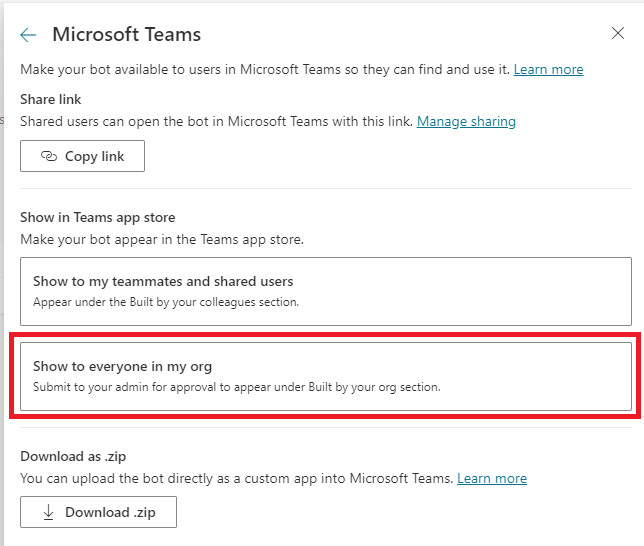 Microsoft Teams
Make your bot available to users in Microsoft Teams so they can find and use it. Learn more
Share link
Shared users can open the bot in Microsoft Teams with this link. Manage sharing
Copy link
Show in Teams app store
Make your bot appear in the Teams app store.
Show to my teammates and shared users
Appear under the Built by your colleagues section.
Show to everyone in my org
Submit to your admin for approval to appear under Built by your org section.
Download as .zip
You can upload the bot directly as a custom app into Microsoft Teams. Learn more
Download .zip